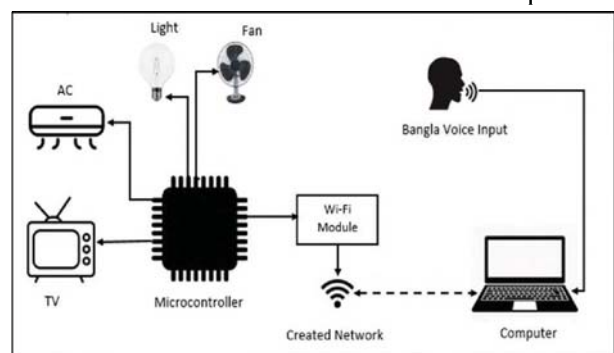 Light
Fan
AC
Bangla Voice Input
Wi-Fi
Module
TV
Microcontroller
Created Network
Computer